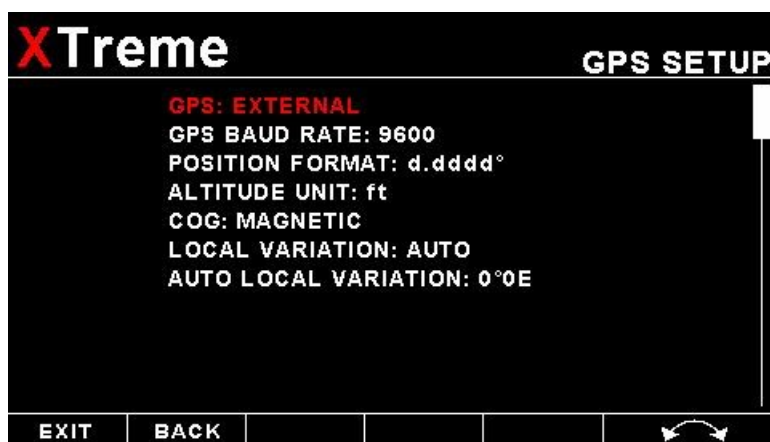 XTreme
GPS SETUP
GPS: EXTERNAL
GPS BAUD RATE: 9600
POSITION FORMAT: d.dddd°
ALTITUDE UNIT: ft
COG: MAGNETIC
LOCAL VARIATION: AUTO
AUTO LOCAL VARIATION: 0°0E
EXIT BACK